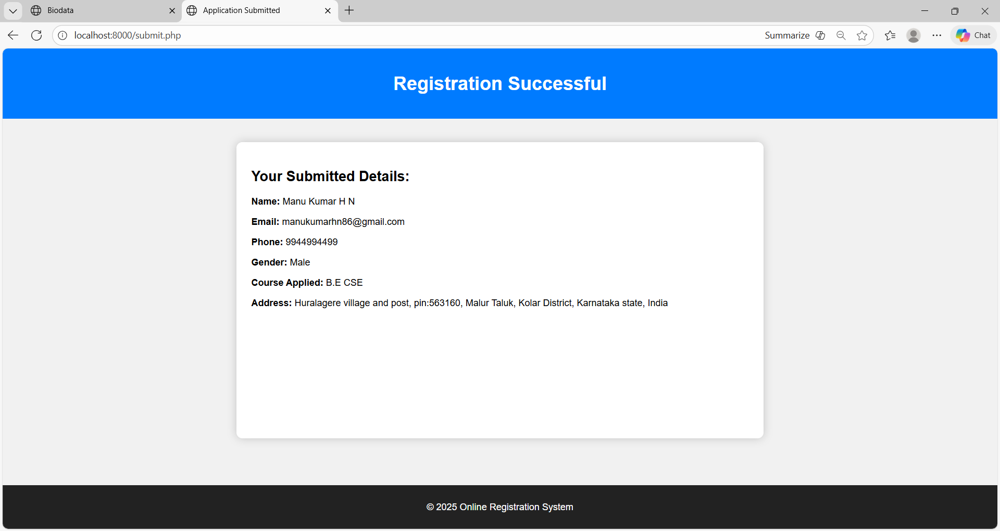 Biodata
Application Submitted
localhost:8000/submit.php
Summarize
Chat
Registration Successful
Your Submitted Details:
Name: Manu Kumar H N
Email: manukumarhn86@gmail.com
Phone: 9944994499
Gender: Male
Course Applied: B.E CSE
Address: Huralagere village and post, pin:563160, Malur Taluk, Kolar District, Karnataka state, India
© 2025 Online Registration System